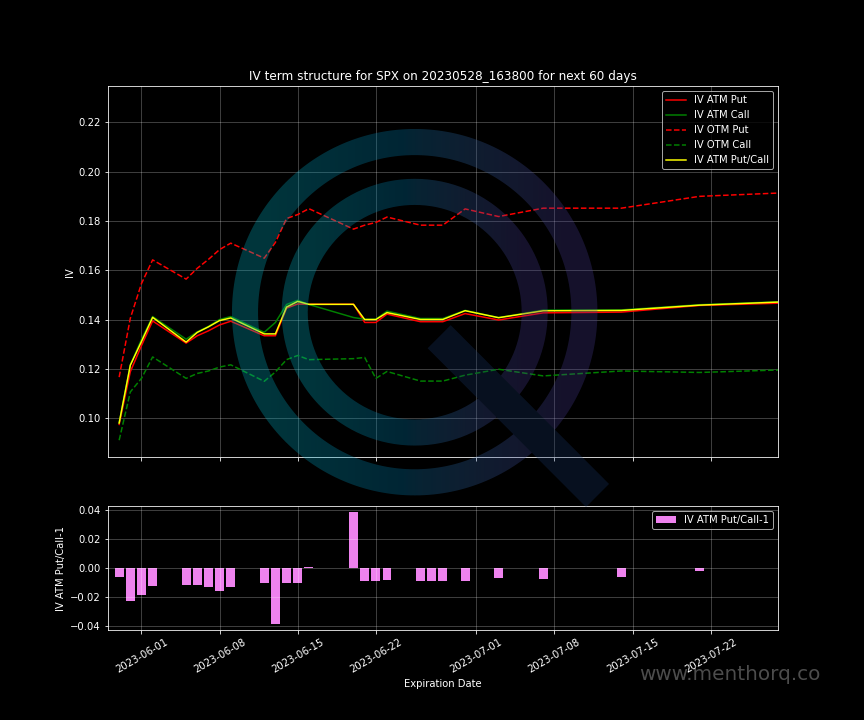 IV term structure for SPX on 20230528_163800 for next 60 days
IV ATM Put
IV ATM Call
IV OTM Put
IV OTM Call
IV ATM Put/Call
0.22
0.20
0.18
0.16
0.14
0.12
0.10
IV
IV ATM Put/Call-1
0.04
0.02
0.00
−0.02
−0.04
IV ATM Put/Call-1
2023-06-01
2023-06-08
2023-06-15
2023-06-22
2023-07-01
2023-07-08
2023-07-15
2023-07-22
Expiration Date
www.menthorq.co